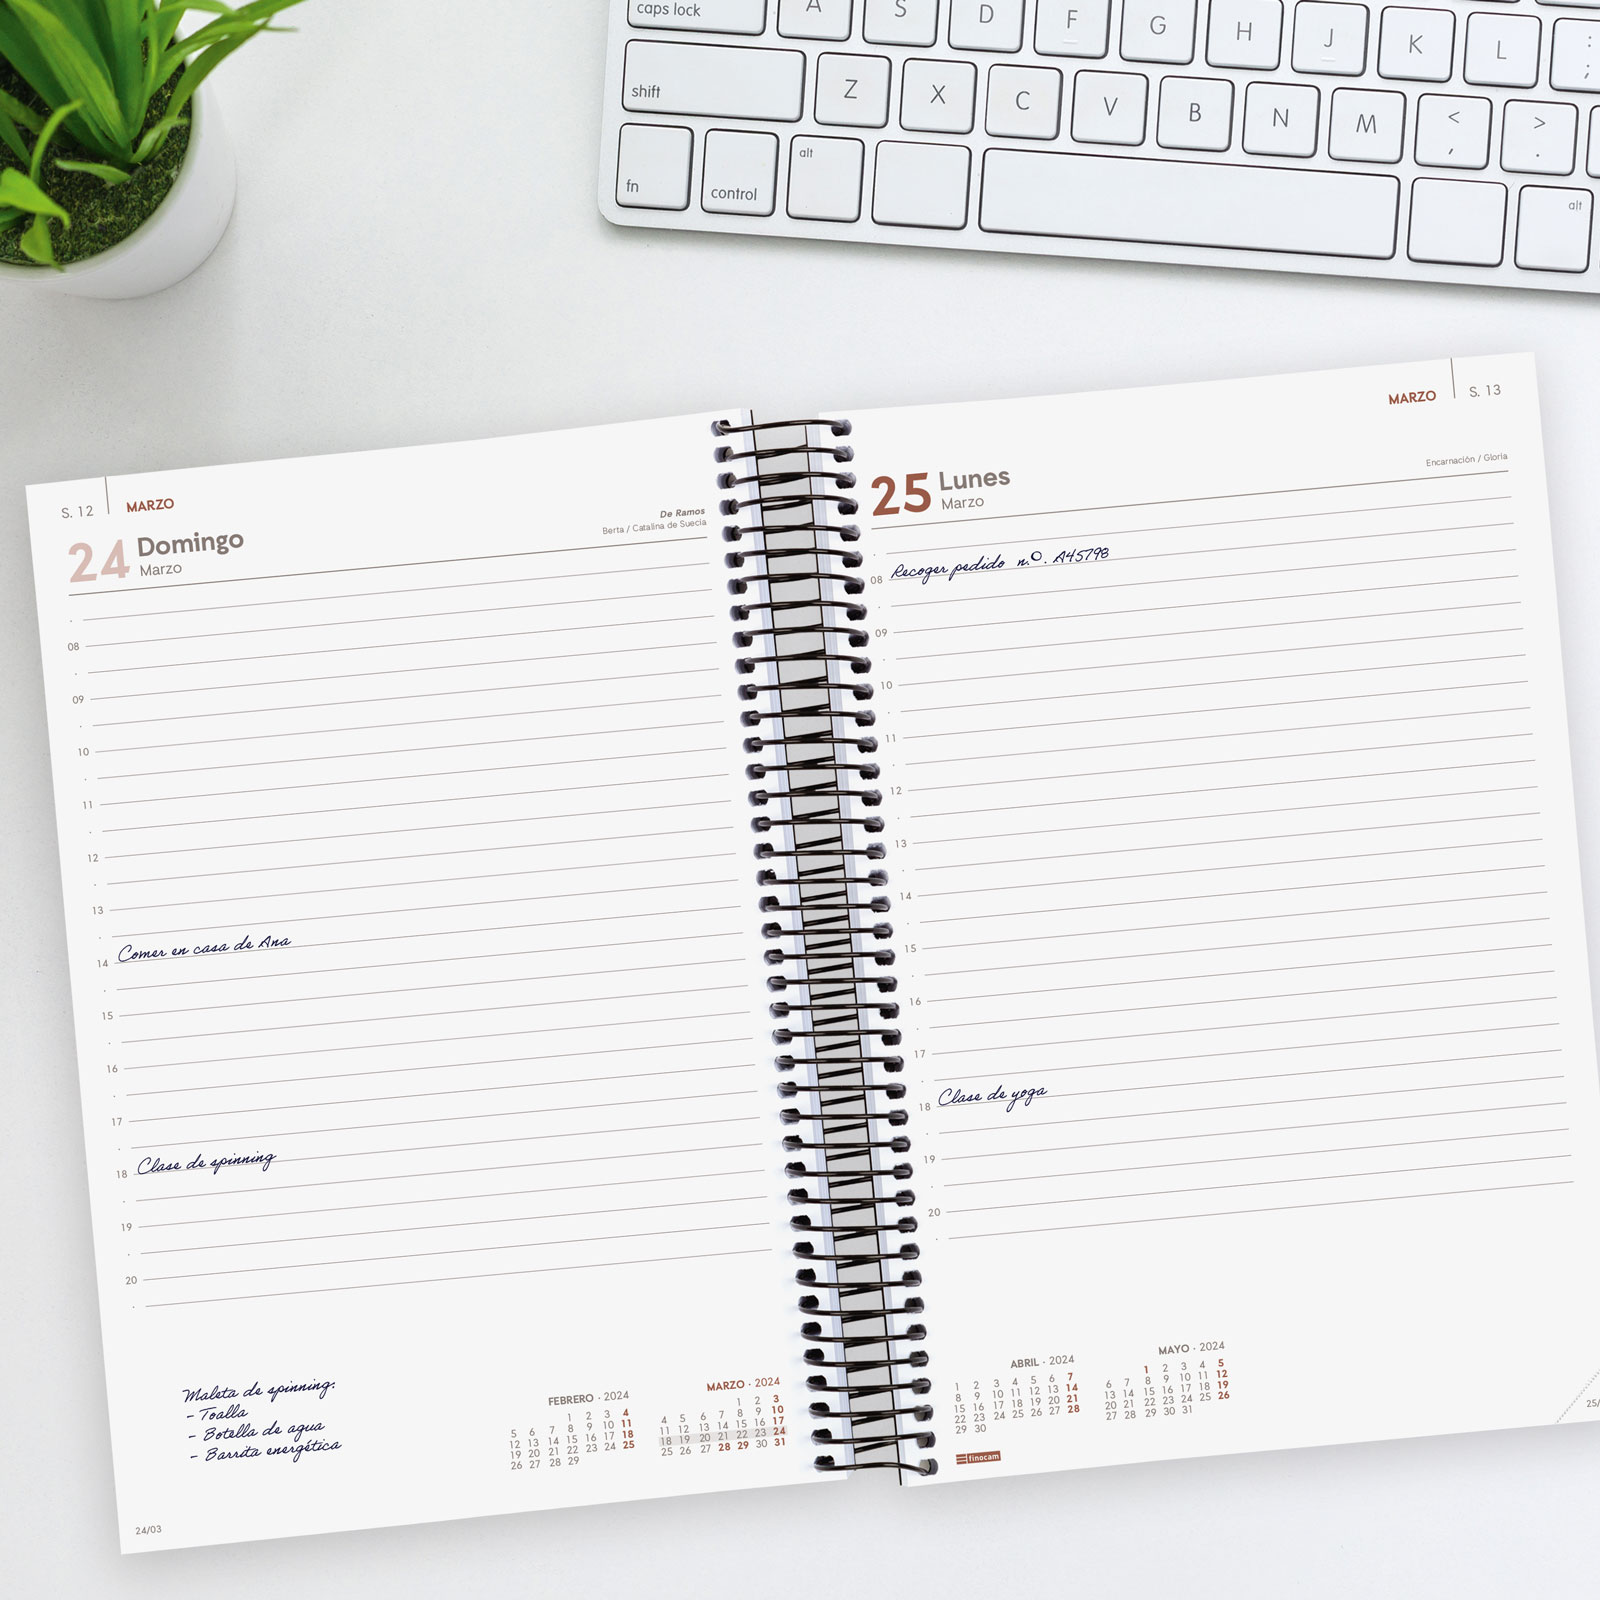 caps lock A S D F G H J K L : ;
shift Z X C V B N M < , > .
fn control alt alt
S. 12 MARZO
24 Domingo
Marzo
De Ramos
Berta / Catalina de Suecia
08
09
10
11
12
13
14 Comer en casa de Ana
15
16
17
18 Clase de spinning
19
20
Maleta de spinning:
- Toalla
- Botella de agua
- Barrita energética
FEBRERO · 2024
1 2 3 4
5 6 7 8 9 10 11
12 13 14 15 16 17 18
19 20 21 22 23 24 25
26 27 28 29
MARZO · 2024
1 2 3
4 5 6 7 8 9 10
11 12 13 14 15 16 17
18 19 20 21 22 23 24
25 26 27 28 29 30 31
24/03
MARZO S. 13
25 Lunes
Marzo
Encarnación / Gloria
08 Recoger pedido n.O. A45798
09
10
11
12
13
14
15
16
17
18 Clase de yoga
19
20
ABRIL · 2024
1 2 3 4 5 6 7
8 9 10 11 12 13 14
15 16 17 18 19 20 21
22 23 24 25 26 27 28
29 30
MAYO · 2024
1 2 3 4 5
6 7 8 9 10 11 12
13 14 15 16 17 18 19
20 21 22 23 24 25 26
27 28 29 30 31
finocam
25/